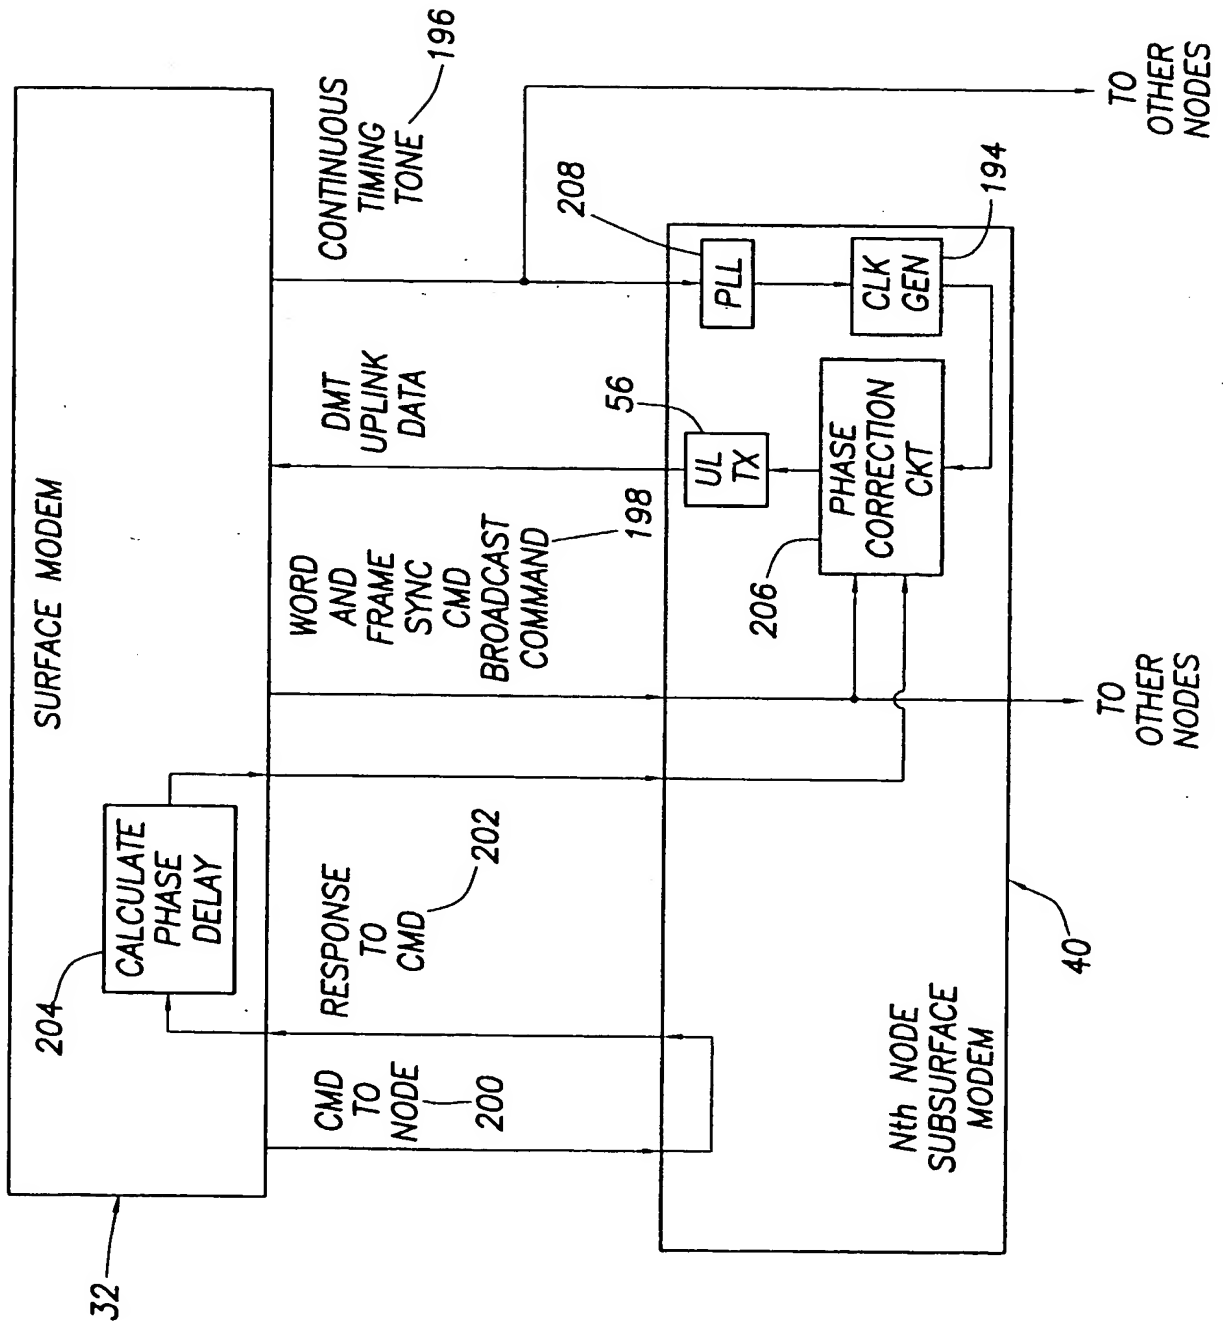 SURFACE MODEM
32
204
CALCULATE
PHASE
DELAY
CMD
TO
NODE
200
RESPONSE
TO
CMD
202
WORD
AND
FRAME
SYNC
CMD
BROADCAST
COMMAND
198
DMT
UPLINK
DATA
CONTINUOUS
TIMING
TONE
196
Nth NODE
SUBSURFACE
MODEM
40
206
PHASE
CORRECTION
CKT
56
UL
TX
208
PLL
CLK
GEN
194
TO
OTHER
NODES
TO
OTHER
NODES